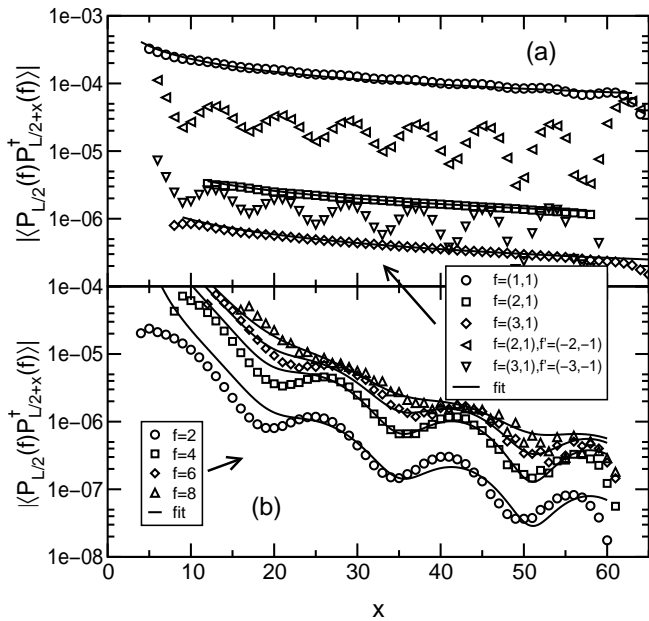 1e-03
(a)
1e-04
1e-05
1e-06
|⟨P_{L/2}(f)P†_{L/2+x}(f)⟩|
f=(1,1)
f=(2,1)
f=(3,1)
f=(2,1),f'=(−2,−1)
f=(3,1),f'=(−3,−1)
fit
1e-04
1e-05
1e-06
1e-07
1e-08
|⟨P_{L/2}(f)P†_{L/2+x}(f)⟩|
f=2
f=4
f=6
f=8
fit
(b)
0 10 20 30 40 50 60
x